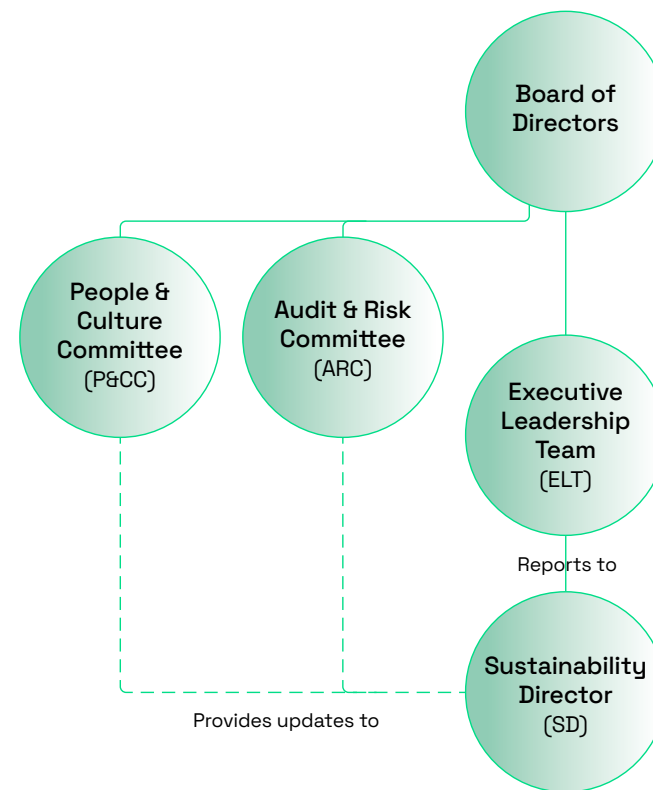 Board of
Directors
People &
Culture
Committee
(P&CC)
Audit & Risk
Committee
(ARC)
Executive
Leadership
Team
(ELT)
Reports to
Sustainability
Director
(SD)
Provides updates to